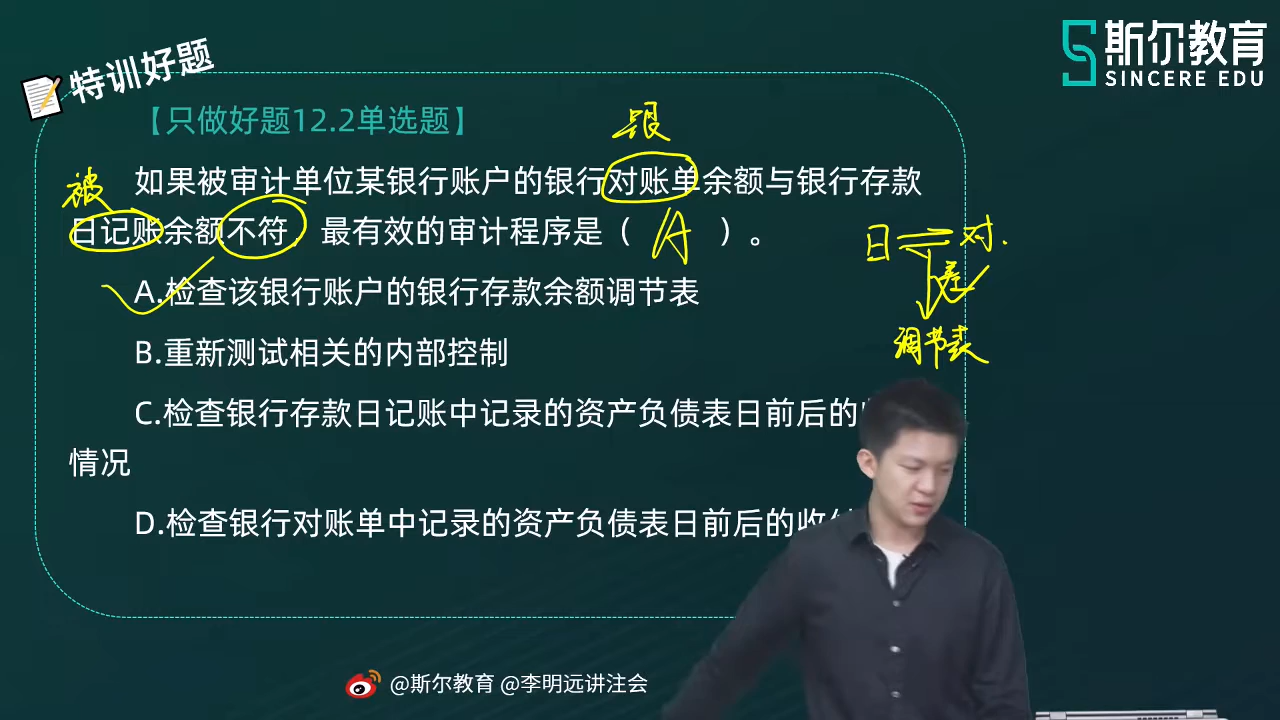 特训好题
斯尔教育
SINCERE EDU
【只做好题12.2单选题】
银
如果被审计单位某银行账户的银行对账单余额与银行存款
被
日记账余额不符，最有效的审计程序是（ A ）。
日 对.
差
调节表
A.检查该银行账户的银行存款余额调节表
B.重新测试相关的内部控制
C.检查银行存款日记账中记录的资产负债表日前后的
情况
D.检查银行对账单中记录的资产负债表日前后的收
@斯尔教育 @李明远讲注会